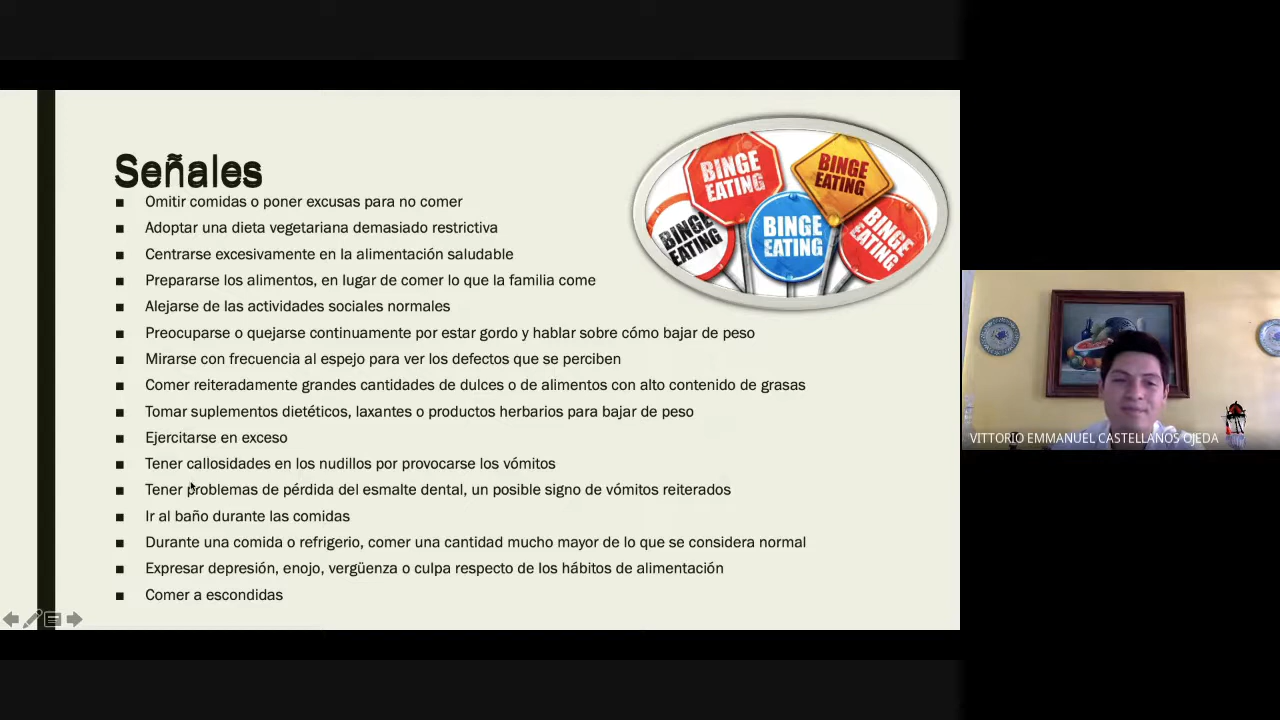 Señales
Omitir comidas o poner excusas para no comer
Adoptar una dieta vegetariana demasiado restrictiva
Centrarse excesivamente en la alimentación saludable
Prepararse los alimentos, en lugar de comer lo que la familia come
Alejarse de las actividades sociales normales
Preocuparse o quejarse continuamente por estar gordo y hablar sobre cómo bajar de peso
Mirarse con frecuencia al espejo para ver los defectos que se perciben
Comer reiteradamente grandes cantidades de dulces o de alimentos con alto contenido de grasas
Tomar suplementos dietéticos, laxantes o productos herbarios para bajar de peso
Ejercitarse en exceso
Tener callosidades en los nudillos por provocarse los vómitos
Tener problemas de pérdida del esmalte dental, un posible signo de vómitos reiterados
Ir al baño durante las comidas
Durante una comida o refrigerio, comer una cantidad mucho mayor de lo que se considera normal
Expresar depresión, enojo, vergüenza o culpa respecto de los hábitos de alimentación
Comer a escondidas
BINGE
EATING
BINGE
EATING
BINGE
EATING
BINGE
EATING
BINGE
EATING
VITTORIO EMMANUEL CASTELLANOS OJEDA